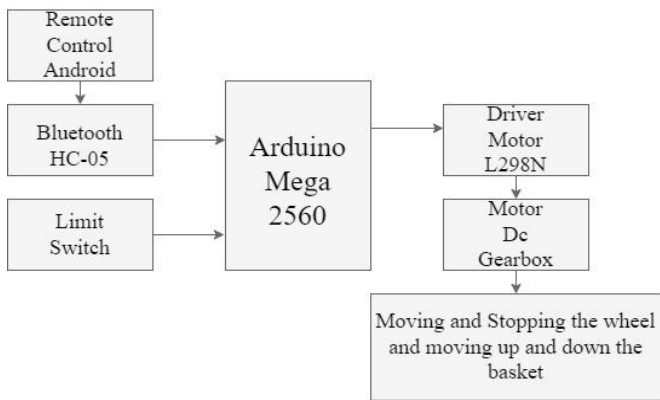 Remote
Control
Android
Bluetooth
HC-05
Limit
Switch
Arduino
Mega
2560
Driver
Motor
L298N
Motor
Dc
Gearbox
Moving and Stopping the wheel
and moving up and down the
basket